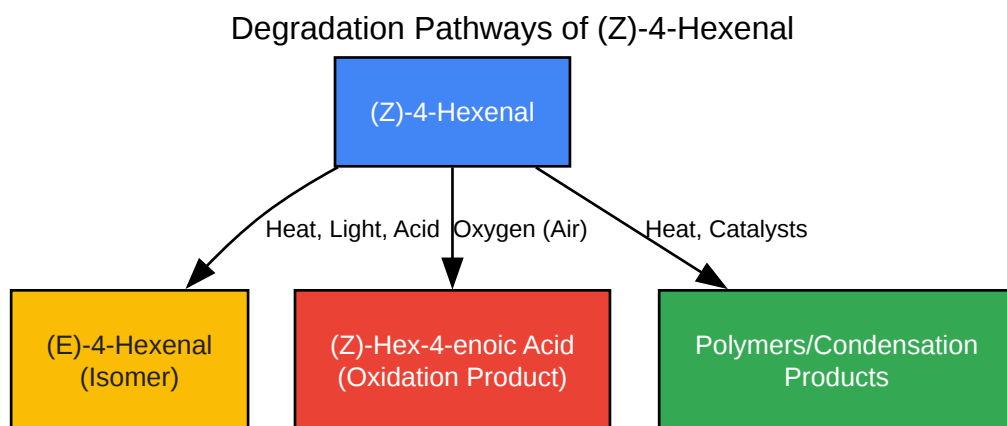 Degradation Pathways of (Z)-4-Hexenal
(Z)-4-Hexenal
Heat, Light, Acid
Oxygen (Air)
Heat, Catalysts
(E)-4-Hexenal
(Isomer)
(Z)-Hex-4-enoic Acid
(Oxidation Product)
Polymers/Condensation
Products